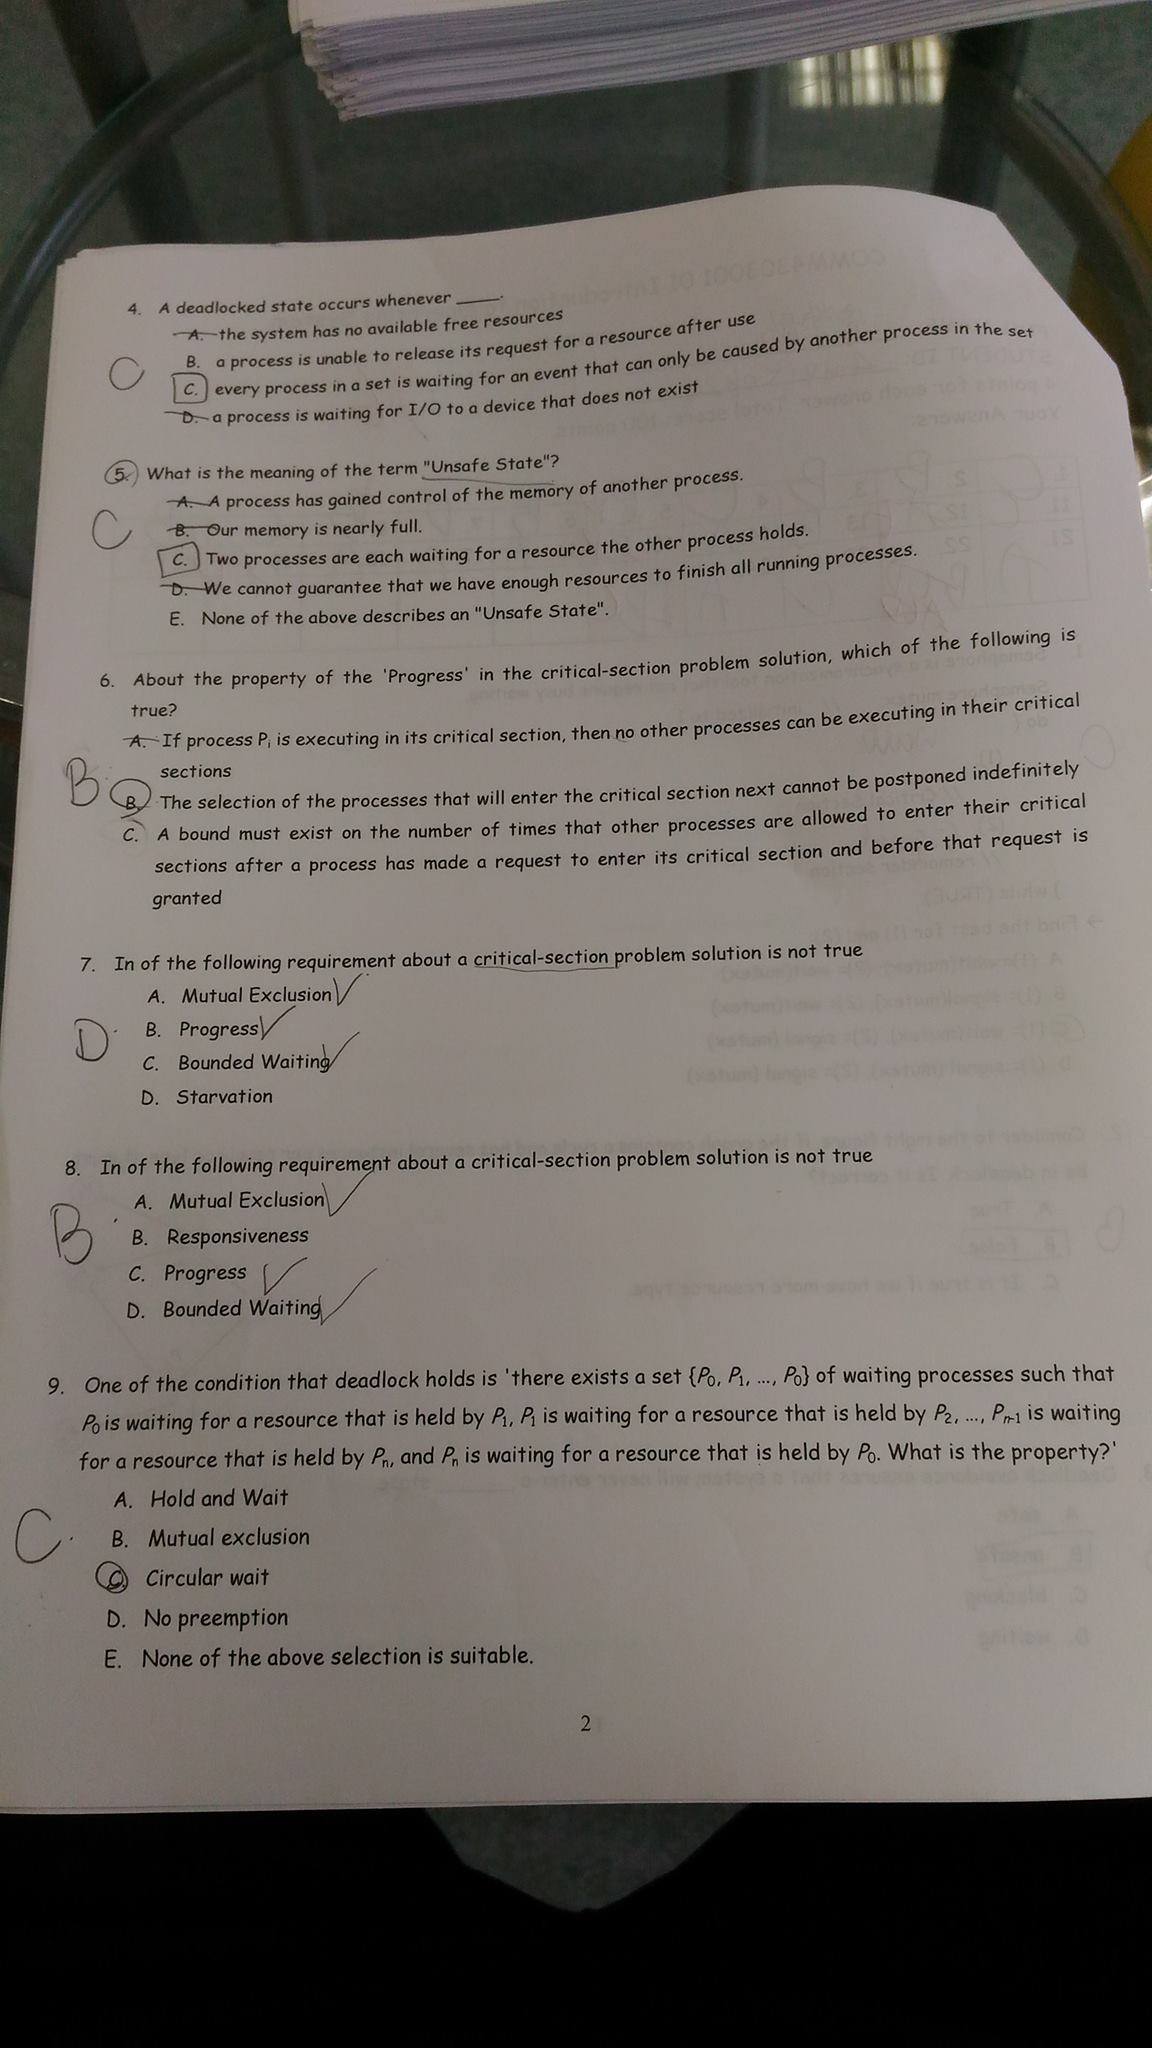 4. A deadlocked state occurs whenever ____.
A. the system has no available free resources
B. a process is unable to release its request for a resource after use
C
C. every process in a set is waiting for an event that can only be caused by another process in the set
D. a process is waiting for I/O to a device that does not exist
5. What is the meaning of the term "Unsafe State"?
A. A process has gained control of the memory of another process.
C
B. Our memory is nearly full.
C. Two processes are each waiting for a resource the other process holds.
D. We cannot guarantee that we have enough resources to finish all running processes.
E. None of the above describes an "Unsafe State".
6. About the property of the 'Progress' in the critical-section problem solution, which of the following is
true?
A. If process Pi is executing in its critical section, then no other processes can be executing in their critical
sections
B
B. The selection of the processes that will enter the critical section next cannot be postponed indefinitely
C. A bound must exist on the number of times that other processes are allowed to enter their critical
sections after a process has made a request to enter its critical section and before that request is
granted
7. In of the following requirement about a critical-section problem solution is not true
A. Mutual Exclusion
B. Progress
D
C. Bounded Waiting
D. Starvation
8. In of the following requirement about a critical-section problem solution is not true
A. Mutual Exclusion
B
B. Responsiveness
C. Progress
D. Bounded Waiting
9. One of the condition that deadlock holds is 'there exists a set {P0, P1, ..., P0} of waiting processes such that
P0 is waiting for a resource that is held by P1, P1 is waiting for a resource that is held by P2, ..., Pn-1 is waiting
for a resource that is held by Pn, and Pn is waiting for a resource that is held by P0. What is the property?'
A. Hold and Wait
C
B. Mutual exclusion
C. Circular wait
D. No preemption
E. None of the above selection is suitable.
2